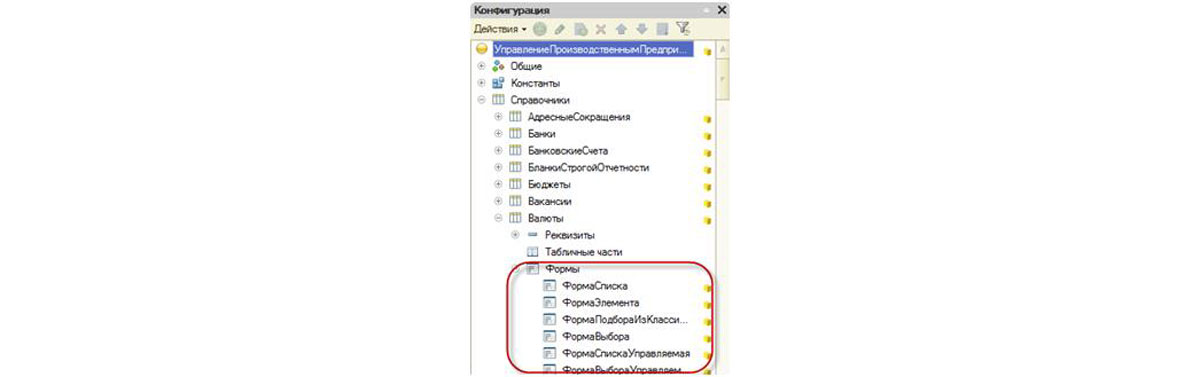 Конфигурация
Действия
УправлениеПроизводственнымПредпри...
Общие
Константы
Справочники
АдресныеСокращения
Банки
БанковскиеСчета
БланкиСтрогойОтчетности
Бюджеты
Вакансии
Валюты
Реквизиты
Табличные части
Формы
ФормаСписка
ФормаЭлемента
ФормаПодбораИзКласси...
ФормаВыбора
ФормаСпискаУправляемая
ФормаВыбораУправляем...